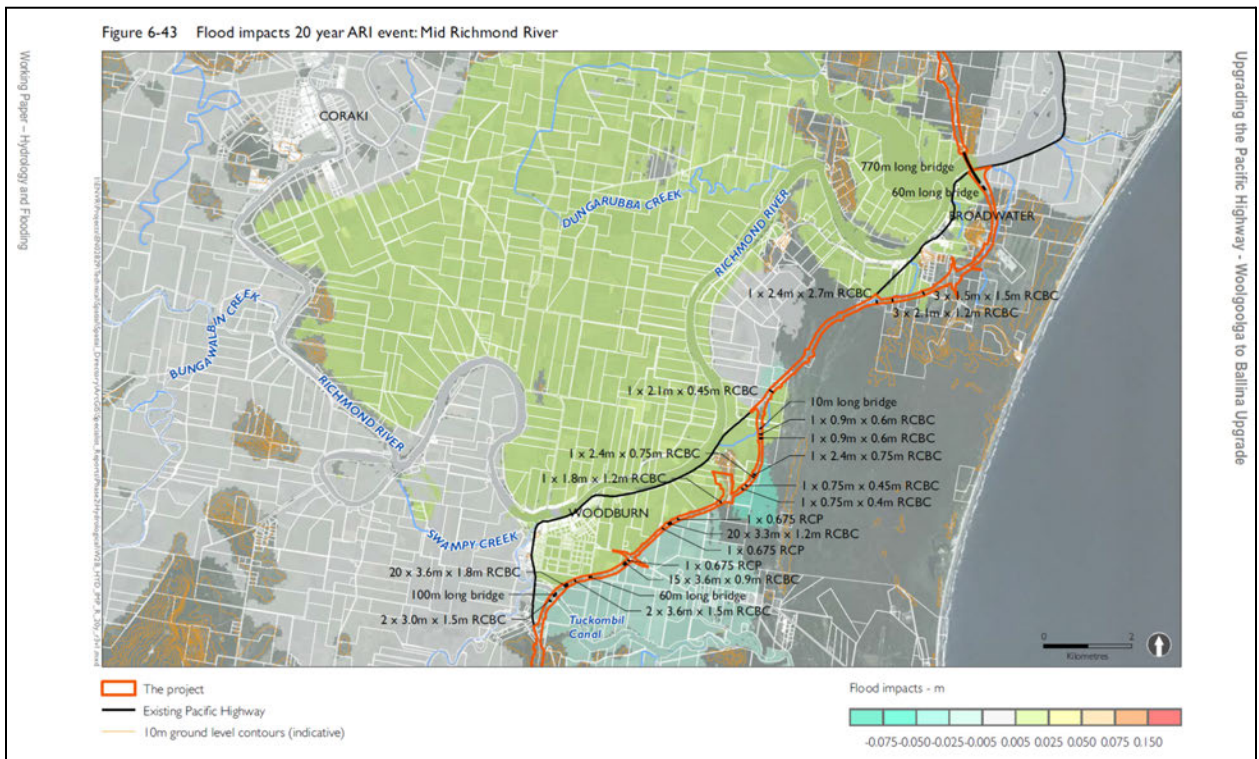 Figure 6-43 Flood impacts 20 year ARI event: Mid Richmond River
Working Paper – Hydrology and Flooding
Upgrading the Pacific Highway - Woolgoolga to Ballina Upgrade
CORAKI
770m long bridge
60m long bridge
DUNGARUBBA CREEK
RICHMOND RIVER
BROADWATER
BUNGAWALBIN CREEK
1 x 2.4m x 2.7m RCBC
3 x 1.5m x 1.5m RCBC
3 x 2.1m x 1.2m RCBC
RICHMOND RIVER
1 x 2.1m x 0.45m RCBC
10m long bridge
1 x 0.9m x 0.6m RCBC
1 x 0.9m x 0.6m RCBC
1 x 2.4m x 0.75m RCBC
1 x 2.4m x 0.75m RCBC
1 x 1.8m x 1.2m RCBC
1 x 0.75m x 0.45m RCBC
1 x 0.75m x 0.4m RCBC
WOODBURN
1 x 0.675 RCP
20 x 3.3m x 1.2m RCBC
1 x 0.675 RCP
SWAMPY CREEK
1 x 0.675 RCP
20 x 3.6m x 1.8m RCBC
15 x 3.6m x 0.9m RCBC
100m long bridge
60m long bridge
2 x 3.6m x 1.5m RCBC
2 x 3.0m x 1.5m RCBC
Tuckombil
Canal
0 2
Kilometres
The project
Existing Pacific Highway
10m ground level contours (indicative)
Flood impacts - m
-0.075 -0.050 -0.025 -0.005 0.005 0.025 0.050 0.075 0.150